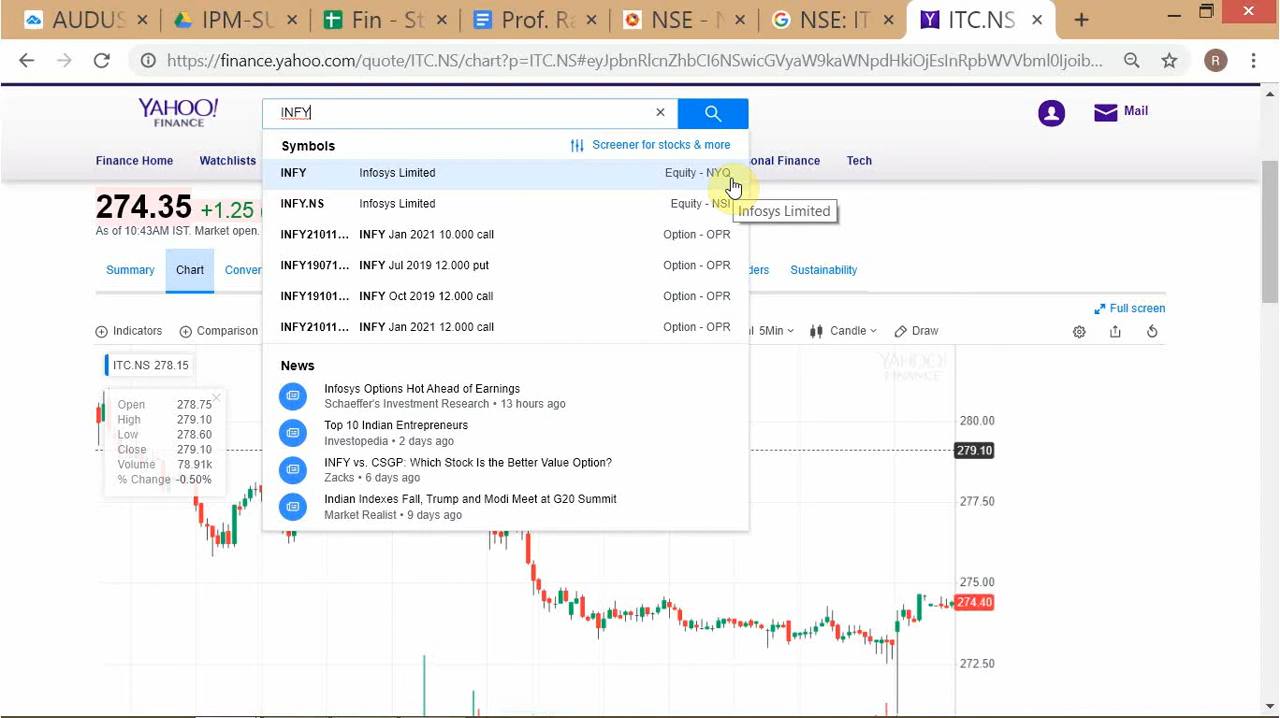 AUDUS
IPM-SU
Fin - St
Prof. Ra
NSE - N
NSE: IT
ITC.NS
https://finance.yahoo.com/quote/ITC.NS/chart?p=ITC.NS#eyJpbnRlcnZhbCI6NSwicGVyaW9kaWNpdHkiOjEsInRpbWVVbml0Ijoib...
R
YAHOO!
FINANCE
INFY
Mail
Symbols
Screener for stocks & more
Finance Home
Watchlists
onal Finance
Tech
INFY Infosys Limited Equity - NYQ
274.35 +1.25 (
INFY.NS Infosys Limited Equity - NSI
Infosys Limited
As of 10:43AM IST. Market open.
INFY21011... INFY Jan 2021 10.000 call Option - OPR
Summary
Chart
Conver
INFY19071... INFY Jul 2019 12.000 put Option - OPR
ders
Sustainability
INFY19101... INFY Oct 2019 12.000 call Option - OPR
Full screen
Indicators
Comparison
INFY21011... INFY Jan 2021 12.000 call Option - OPR
al 5Min
Candle
Draw
ITC.NS 278.15
News
YAHOO!
FINANCE
Infosys Options Hot Ahead of Earnings
Schaeffer's Investment Research • 13 hours ago
Top 10 Indian Entrepreneurs
Investopedia • 2 days ago
INFY vs. CSGP: Which Stock Is the Better Value Option?
Zacks • 6 days ago
Indian Indexes Fall, Trump and Modi Meet at G20 Summit
Market Realist • 9 days ago
Open 278.75
High 279.10
Low 278.60
Close 279.10
Volume 78.91k
% Change -0.50%
280.00
279.10
277.50
275.00
274.40
272.50